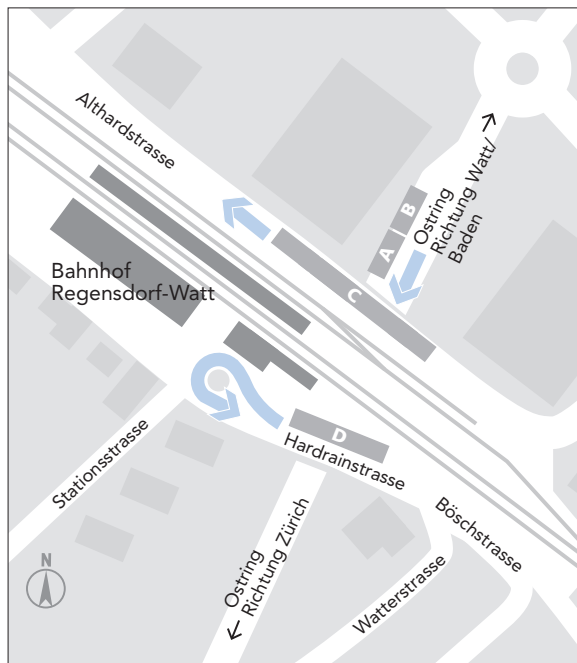 Althardstrasse
Ostring
Richtung Watt/
Baden
B
A
C
Bahnhof
Regensdorf-Watt
D
Hardrainstrasse
Stationsstrasse
Böschstrasse
Ostring
Richtung Zürich
Watterstrasse
N